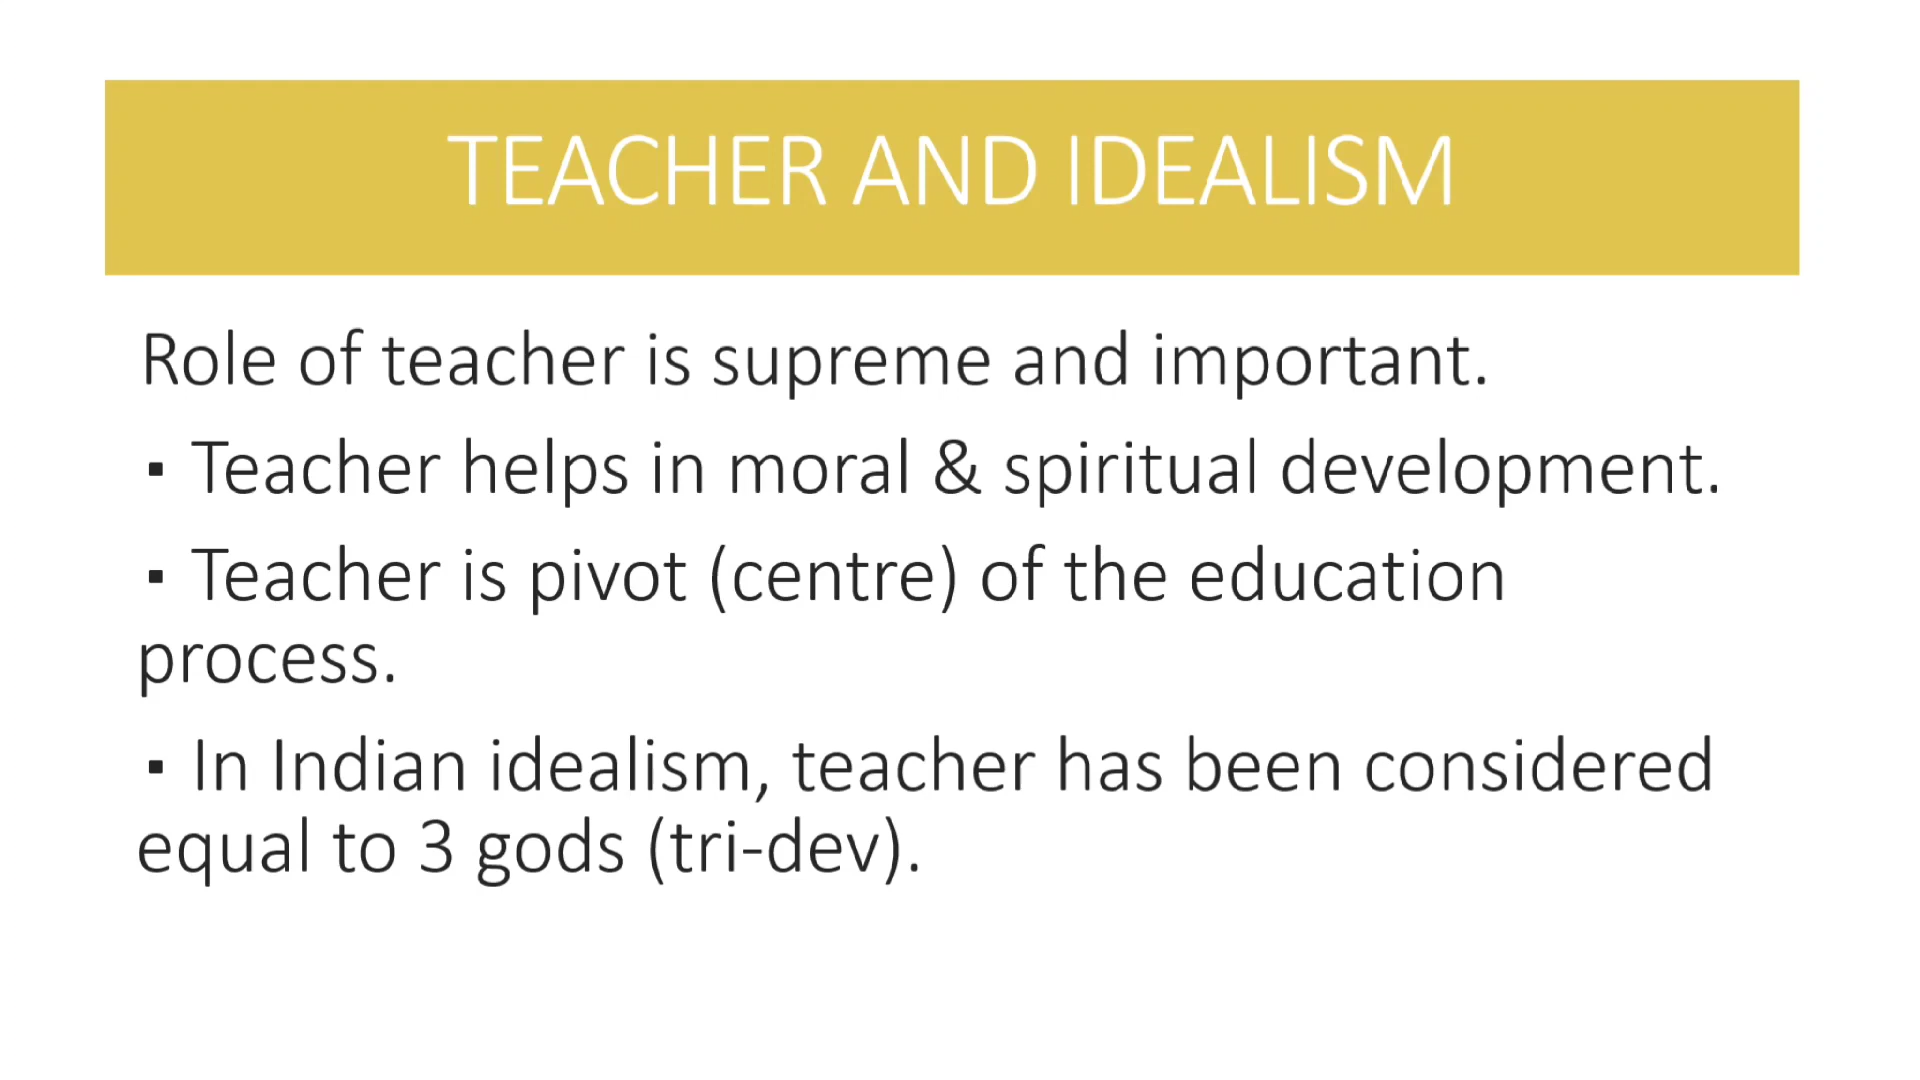 TEACHER AND IDEALISM
Role of teacher is supreme and important.
▪ Teacher helps in moral & spiritual development.
▪ Teacher is pivot (centre) of the education
process.
▪ In Indian idealism, teacher has been considered
equal to 3 gods (tri-dev).